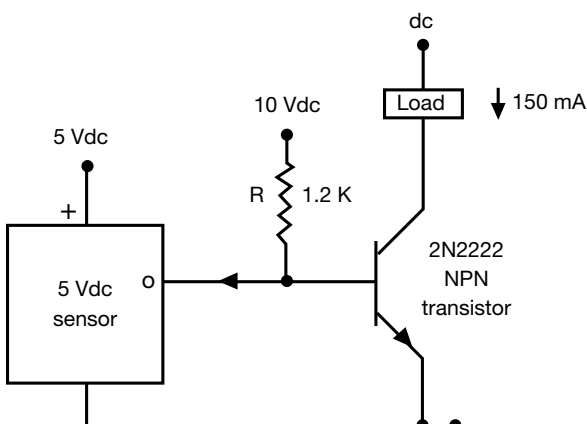 dc
Load
150 mA
10 Vdc
5 Vdc
R 1.2 K
+
2N2222
NPN
transistor
5 Vdc
sensor
O